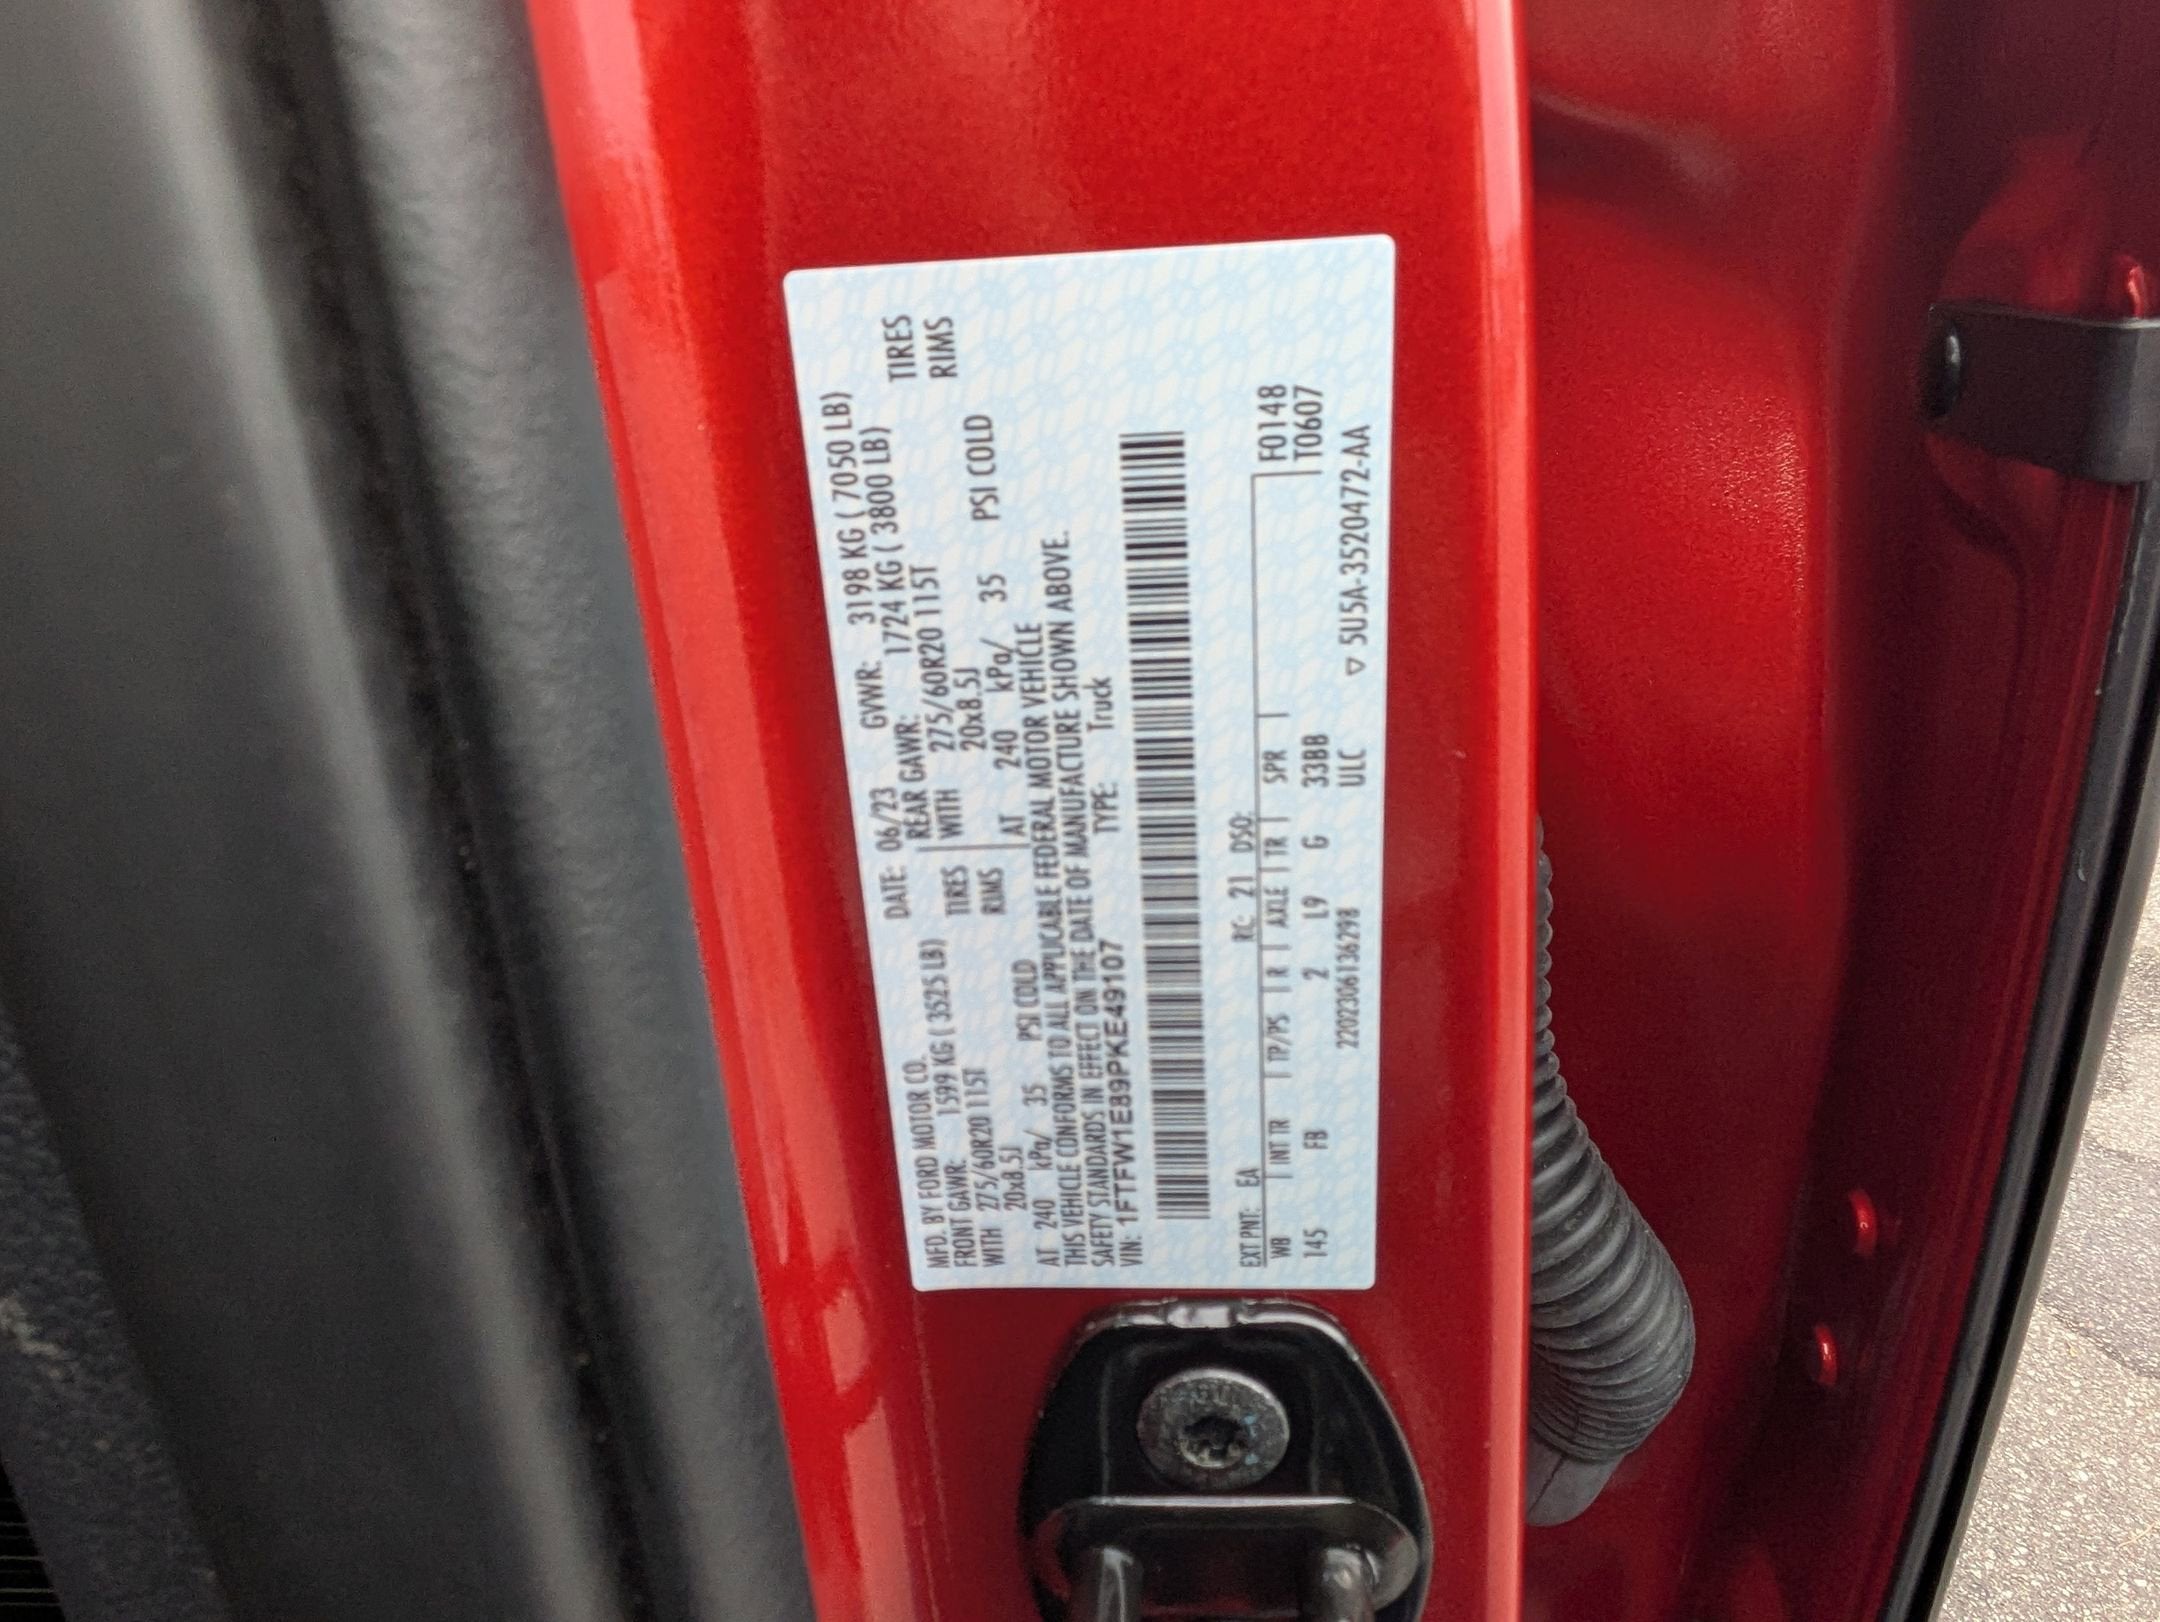 MFD. BY FORD MOTOR CO. DATE: 06/23 GVWR: 3198 KG ( 7050 LB)
FRONT GAWR: 1599 KG ( 3525 LB) REAR GAWR: 1724 KG ( 3800 LB)
WITH 275/60R20 115T TIRES WITH 275/60R20 115T TIRES
20x8.5J RIMS 20x8.5J RIMS
AT 240 kPa/ 35 PSI COLD AT 240 kPa/ 35 PSI COLD
THIS VEHICLE CONFORMS TO ALL APPLICABLE FEDERAL MOTOR VEHICLE
SAFETY STANDARDS IN EFFECT ON THE DATE OF MANUFACTURE SHOWN ABOVE.
VIN: 1FTFW1E89PKE49107 TYPE: Truck
EXT PNT: EA RC: 21 DSO: F0148
WB INT TR TP/PS R AXLE TR SPR T0607
145 FB 2 L9 G 33BB
2202306136298 ULC ▽ 5U5A-3520472-AA